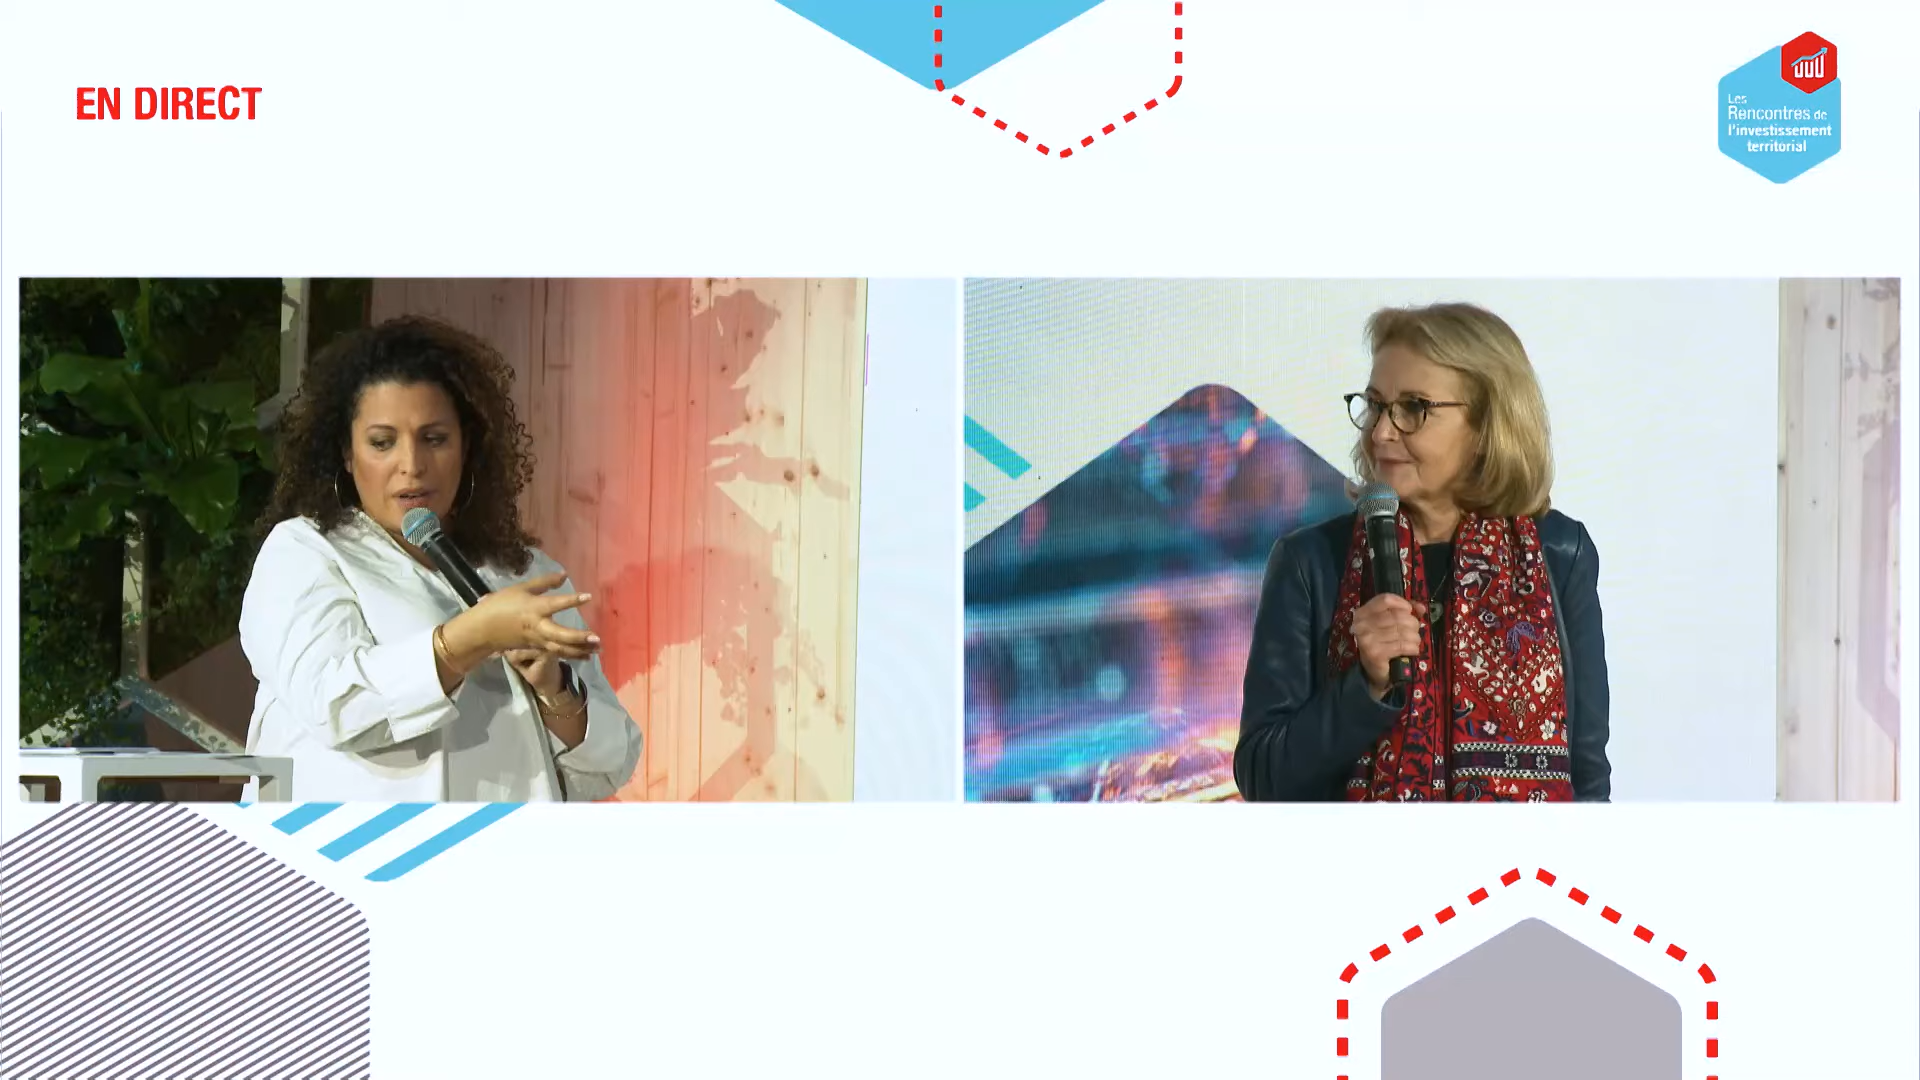 EN DIRECT
Les
Rencontres de
l'investissement
territorial